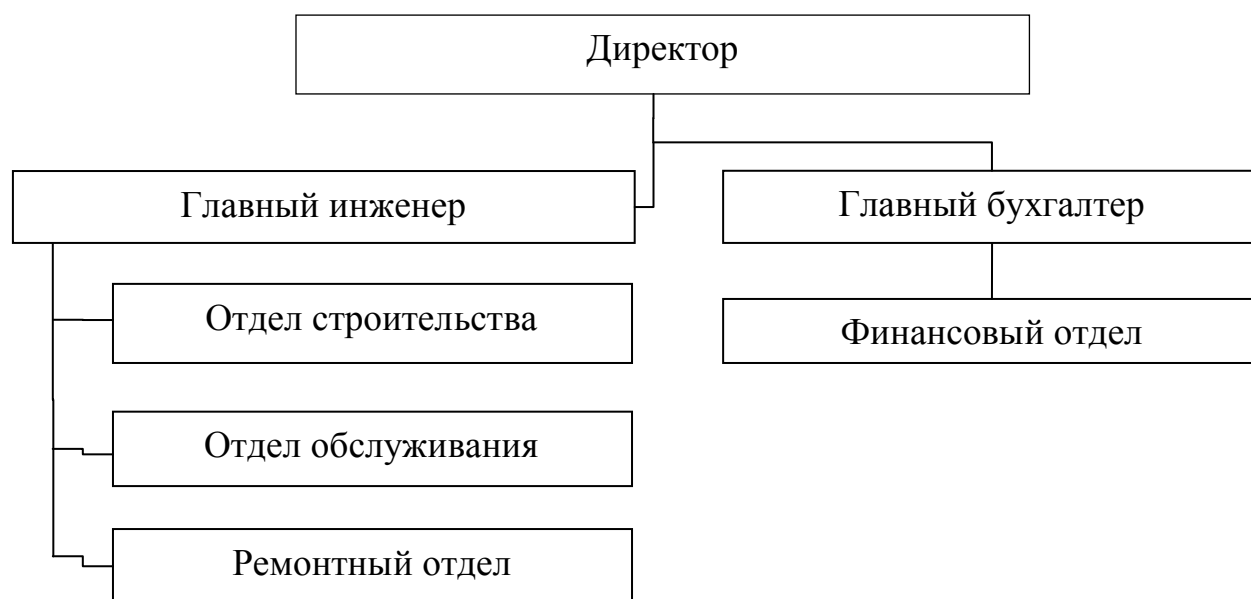 Директор
Главный инженер
Главный бухгалтер
Отдел строительства
Финансовый отдел
Отдел обслуживания
Ремонтный отдел